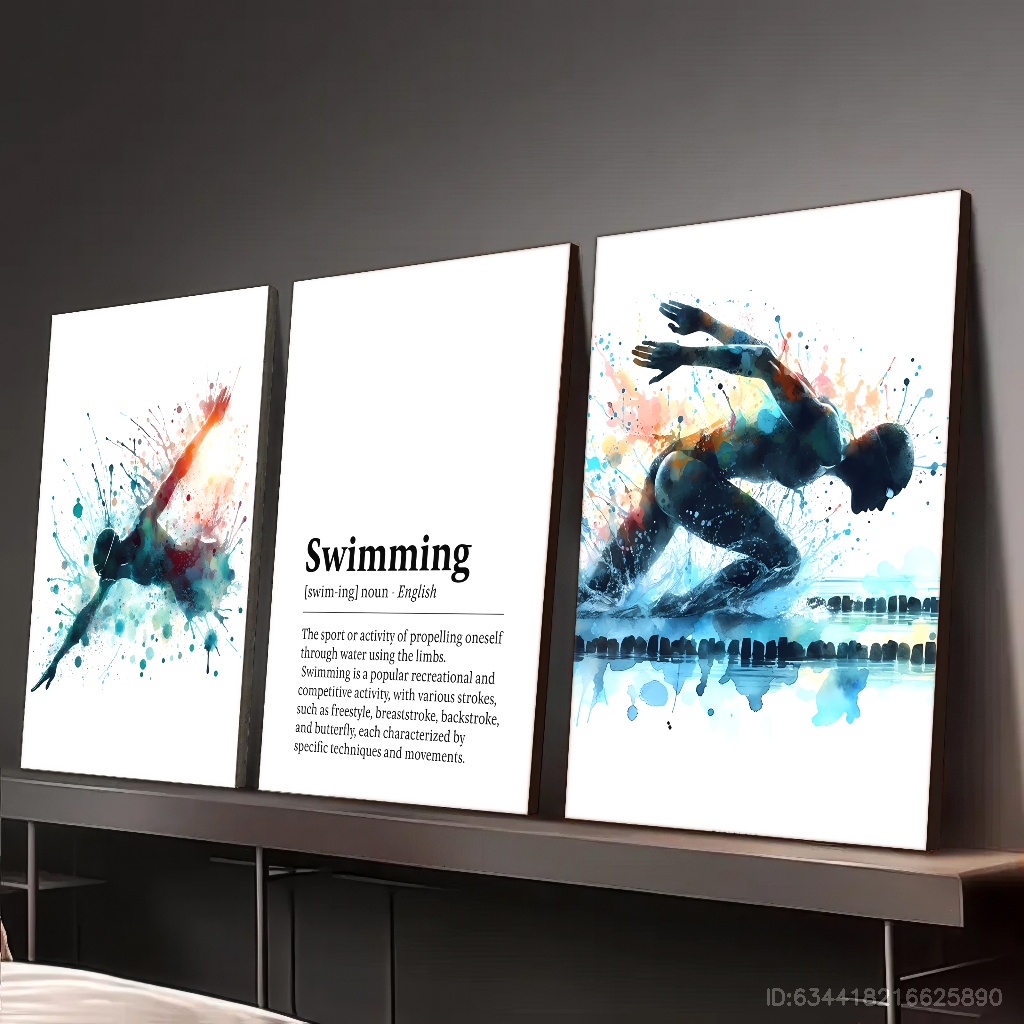 Swimming
[swim-ing] noun - English
The sport or activity of propelling oneself
through water using the limbs.
Swimming is a popular recreational and
competitive activity, with various strokes,
such as freestyle, breaststroke, backstroke,
and butterfly, each characterized by
specific techniques and movements.
ID:634418216625890